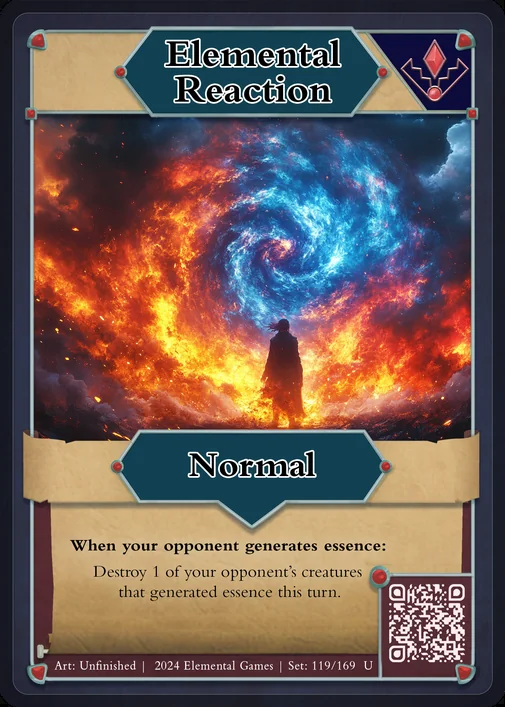 Elemental
Reaction
Normal
When your opponent generates essence:
Destroy 1 of your opponent's creatures
that generated essence this turn.
Art: Unfinished | 2024 Elemental Games | Set: 119/169 U